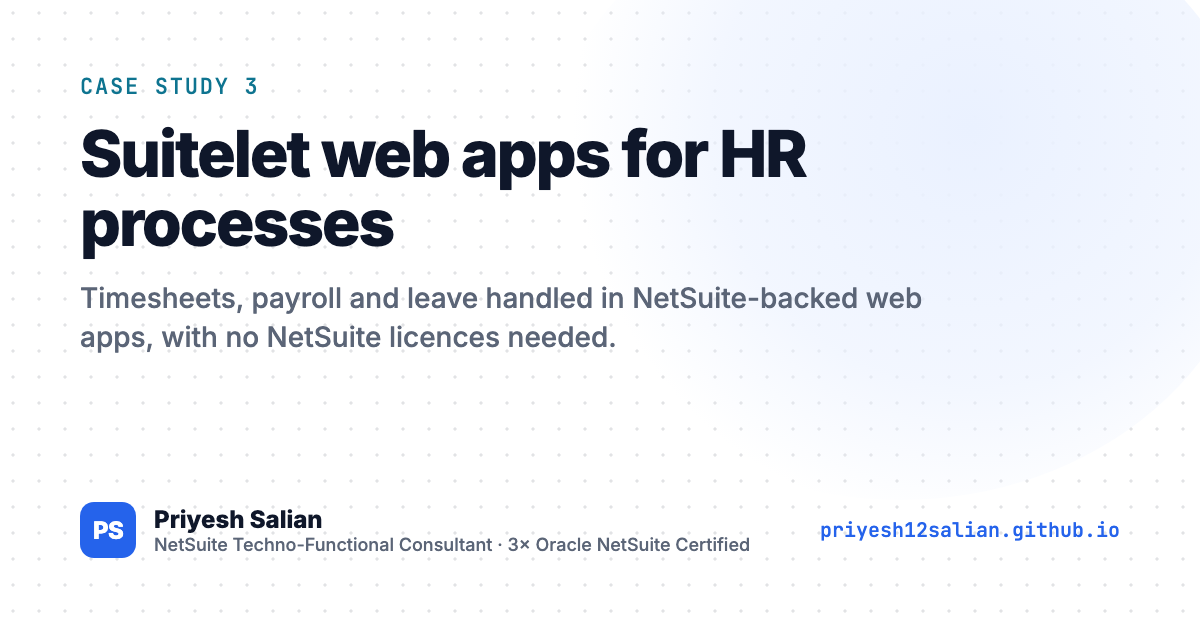 CASE STUDY 3
Suitelet web apps for HR
processes
Timesheets, payroll and leave handled in NetSuite-backed web
apps, with no NetSuite licences needed.
PS
Priyesh Salian
NetSuite Techno-Functional Consultant · 3× Oracle NetSuite Certified
priyesh12salian.github.io